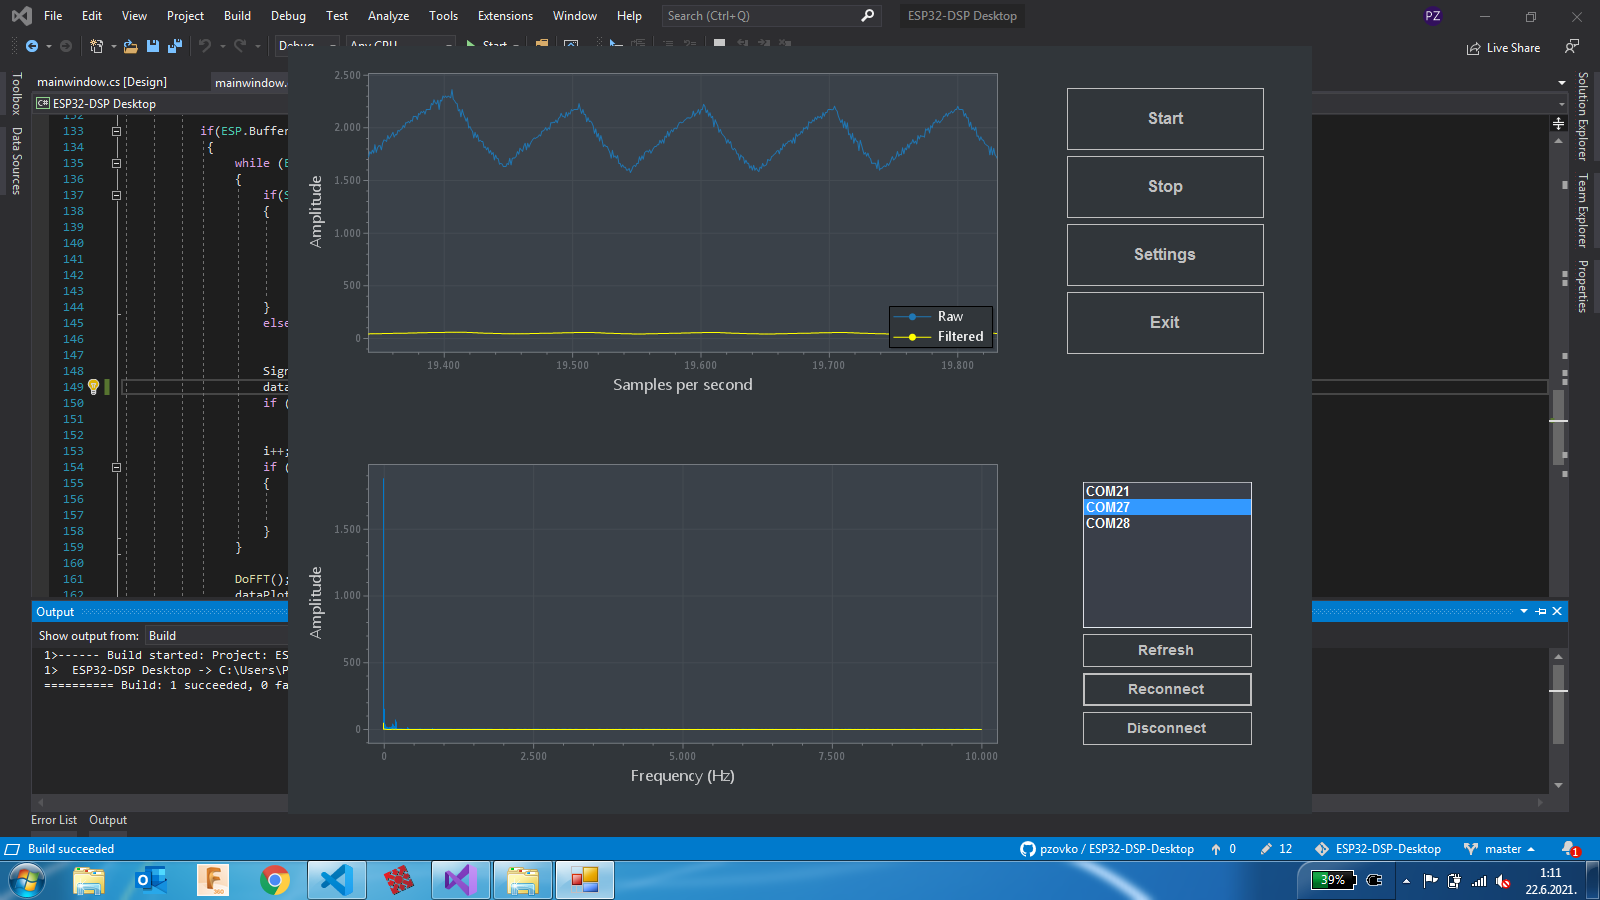 File Edit View Project Build Debug Test Analyze Tools Extensions Window Help Search (Ctrl+Q) ESP32-DSP Desktop PZ
Debug Any CPU Start Live Share
mainwindow.cs [Design] mainwindow.
C# ESP32-DSP Desktop
Toolbox
Data Sources
Solution Explorer
Team Explorer
Properties
132
133 if(ESP.Buffer
134 {
135 while (
136 {
137 if(
138 {
139
140
141
142
143
144 }
145 else
146
147
148 Sign
149 data
150 if (
151
152
153 i++;
154 if (
155 {
156
157
158 }
159 }
160
161 DoFFT();
162 dataPlot
2.500
2.000
1.500
1.000
500
0
Amplitude
19.400 19.500 19.600 19.700 19.800
Samples per second
Raw
Filtered
Start
Stop
Settings
Exit
1.500
1.000
500
0
Amplitude
0 2.500 5.000 7.500 10.000
Frequency (Hz)
COM21
COM27
COM28
Refresh
Reconnect
Disconnect
Output
Show output from: Build
1>------ Build started: Project: ES
1> ESP32-DSP Desktop -> C:\Users\P
========== Build: 1 succeeded, 0 fa
Error List Output
Build succeeded pzovko / ESP32-DSP-Desktop 0 12 ESP32-DSP-Desktop master 1
39% 1:11
22.6.2021.